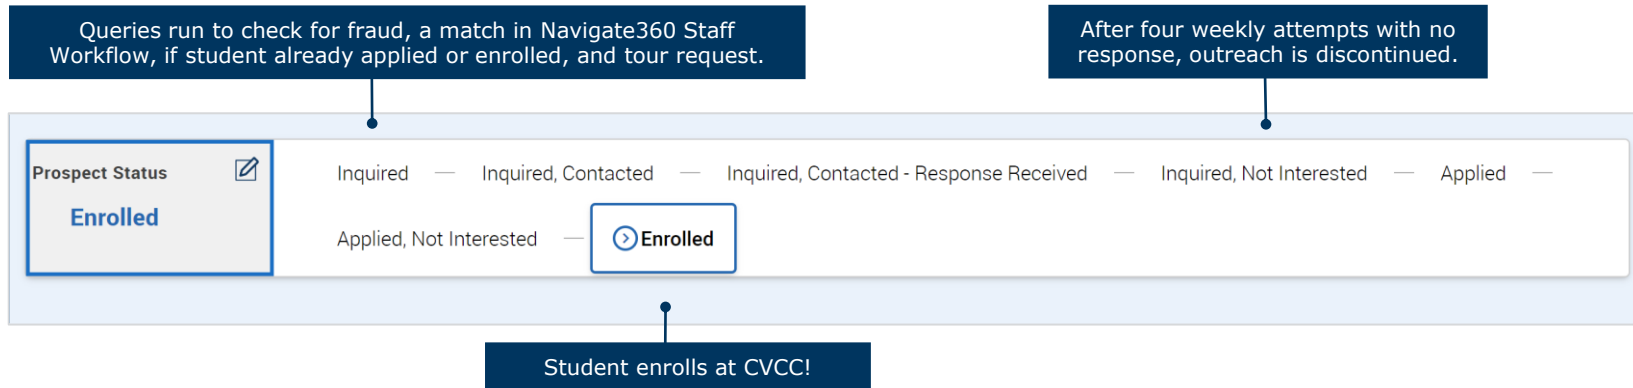 Queries run to check for fraud, a match in Navigate360 Staff
Workflow, if student already applied or enrolled, and tour request.
After four weekly attempts with no
response, outreach is discontinued.
Prospect Status
Enrolled
Inquired — Inquired, Contacted — Inquired, Contacted - Response Received — Inquired, Not Interested — Applied —
Applied, Not Interested — Enrolled
Student enrolls at CVCC!